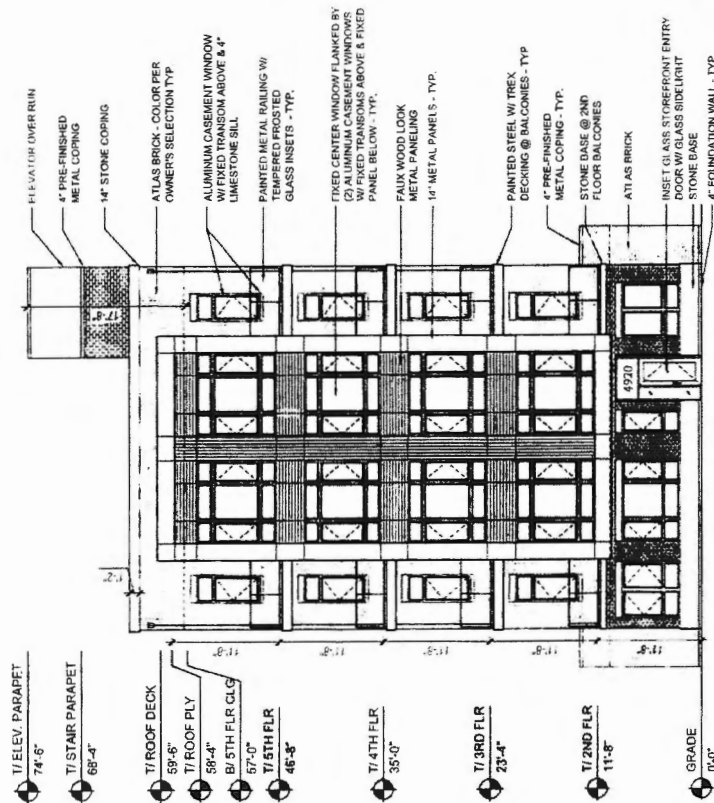 T/ ELEV. PARAPET
74'-6"
T/ STAIR PARAPET
68'-4"
T/ ROOF DECK
59'-6"
T/ ROOF PLY
58'-4"
B/ 5TH FLR CLG
57'-0"
T/ 5TH FLR
46'-8"
T/ 4TH FLR
35'-0"
T/ 3RD FLR
23'-4"
T/ 2ND FLR
11'-8"
GRADE
0'-0"
1'-2"
11'-8"
11'-8"
11'-8"
11'-8"
11'-8"
17'-8"
4920
ELEVATOR OVER RUN
4" PRE-FINISHED
METAL COPING
14" STONE COPING
ATLAS BRICK - COLOR PER
OWNER'S SELECTION TYP
ALUMINUM CASEMENT WINDOW
W/ FIXED TRANSOM ABOVE & 4"
LIMESTONE SILL
PAINTED METAL RAILING W/
TEMPERED FROSTED
GLASS INSETS - TYP.
FIXED CENTER WINDOW FLANKED BY
(2) ALUMINUM CASEMENT WINDOWS
W/ FIXED TRANSOMS ABOVE & FIXED
PANEL BELOW - TYP.
FAUX WOOD LOOK
METAL PANELING
14" METAL PANELS - TYP.
PAINTED STEEL W/ TREX
DECKING @ BALCONIES - TYP
4" PRE-FINISHED
METAL COPING - TYP.
STONE BASE @ 2ND
FLOOR BALCONIES
ATLAS BRICK
INSET GLASS STOREFRONT ENTRY
DOOR W/ GLASS SIDELIGHT
STONE BASE
4" FOUNDATION WALL - TYP